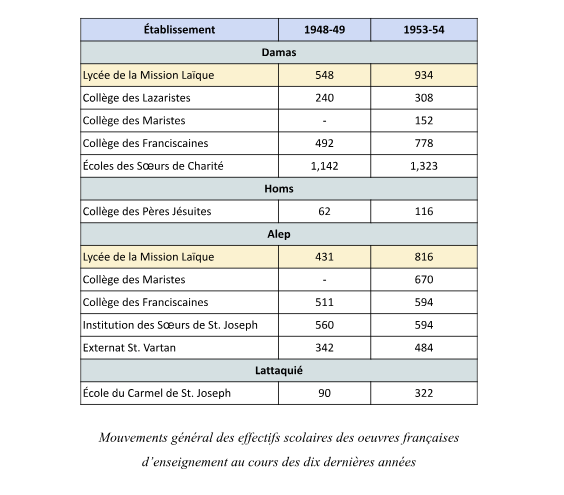 Établissement 1948-49 1953-54
Damas
Lycée de la Mission Laïque 548 934
Collège des Lazaristes 240 308
Collège des Maristes - 152
Collège des Franciscaines 492 778
Écoles des Sœurs de Charité 1,142 1,323
Homs
Collège des Pères Jésuites 62 116
Alep
Lycée de la Mission Laïque 431 816
Collège des Maristes - 670
Collège des Franciscaines 511 594
Institution des Sœurs de St. Joseph 560 594
Externat St. Vartan 342 484
Lattaquié
École du Carmel de St. Joseph 90 322
Mouvements général des effectifs scolaires des oeuvres françaises
d’enseignement au cours des dix dernières années